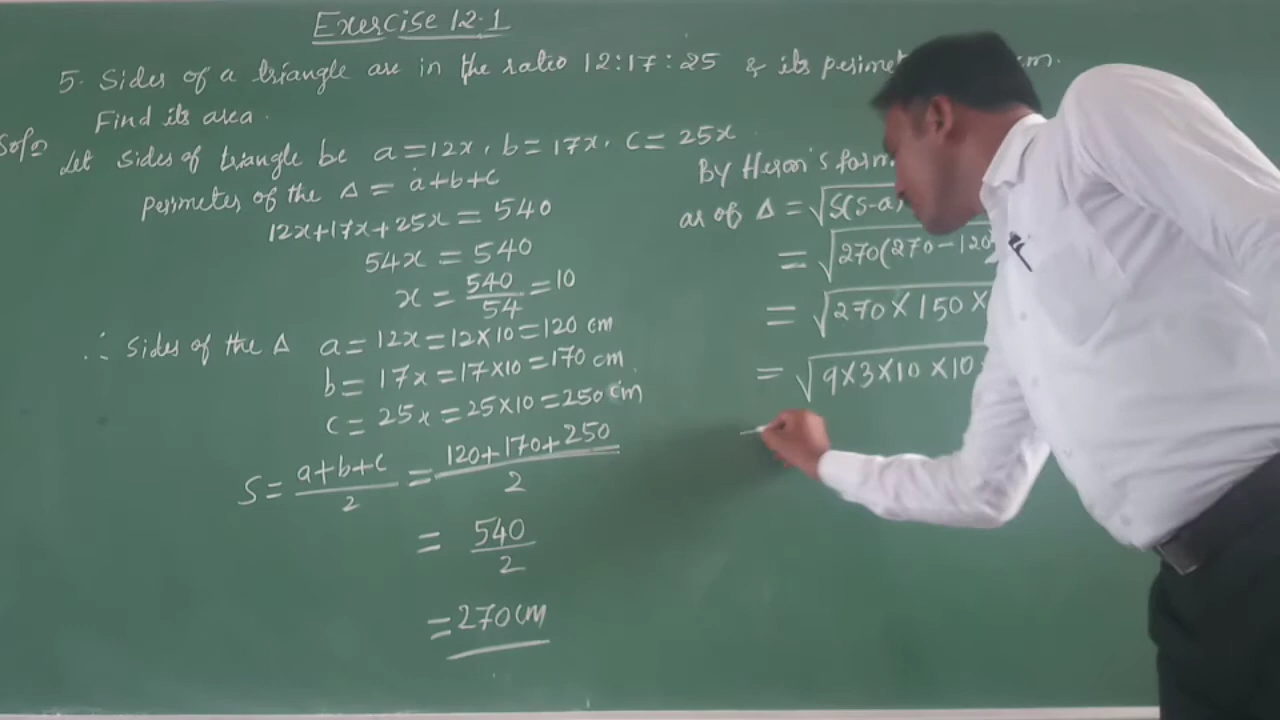 Exercise 12.1
5. Sides of a triangle are in the ratio 12:17:25 & its cm.
Find its area.
Soln
Let sides of triangle be a=12x, b=17x, c=25x
perimeter of the Δ = a+b+c
12x+17x+25x = 540
54x = 540
x = 540/54 = 10
∴ Sides of the Δ a=12x=12×10=120 cm
b= 17x=17×10=170 cm.
c= 25x=25×10=250 cm
S= a+b+c/2 = 120+170+250/2
= 540/2
=270cm
By Heron's
ar of Δ = √S(S-a)
= √270(270-120)
= √270×150×
= √9×3×10×10